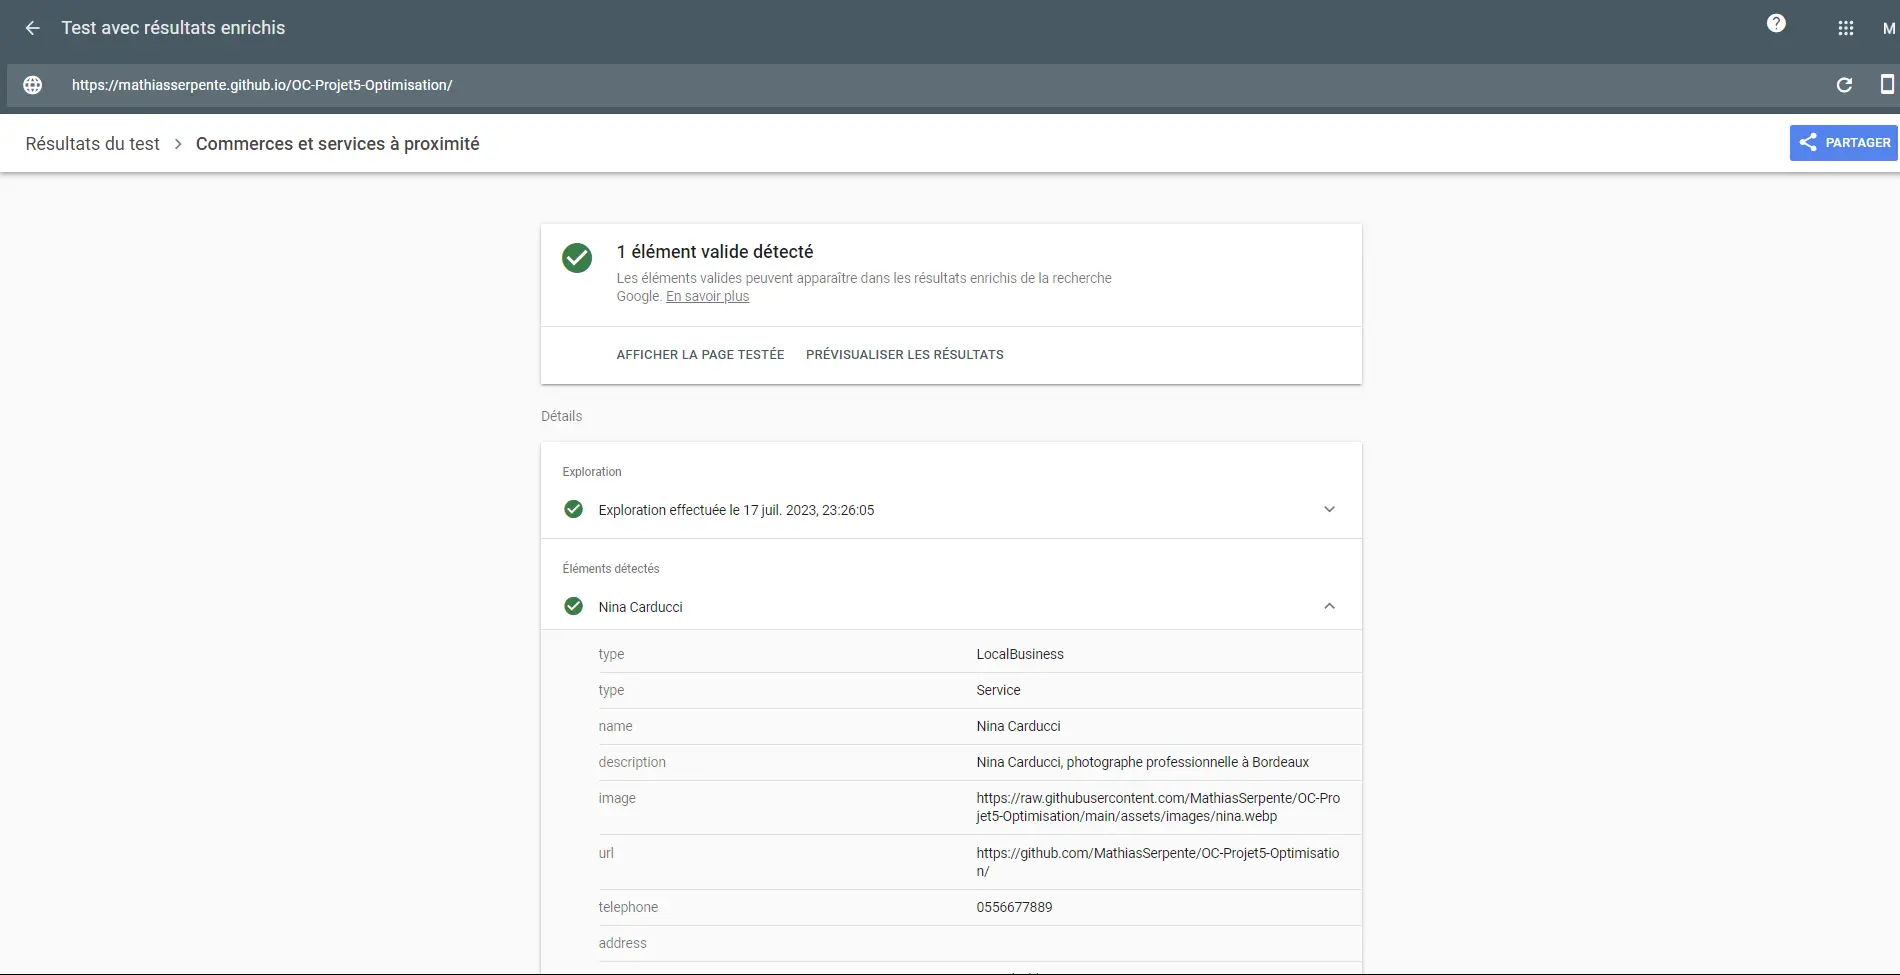 Test avec résultats enrichis
M
https://mathiasserpente.github.io/OC-Projet5-Optimisation/
Résultats du test > Commerces et services à proximité
PARTAGER
1 élément valide détecté
Les éléments valides peuvent apparaître dans les résultats enrichis de la recherche
Google. En savoir plus
AFFICHER LA PAGE TESTÉE PRÉVISUALISER LES RÉSULTATS
Détails
Exploration
Exploration effectuée le 17 juil. 2023, 23:26:05
Éléments détectés
Nina Carducci
type LocalBusiness
type Service
name Nina Carducci
description Nina Carducci, photographe professionnelle à Bordeaux
image https://raw.githubusercontent.com/MathiasSerpente/OC-Pro
jet5-Optimisation/main/assets/images/nina.webp
url https://github.com/MathiasSerpente/OC-Projet5-Optimisatio
n/
telephone 0556677889
address